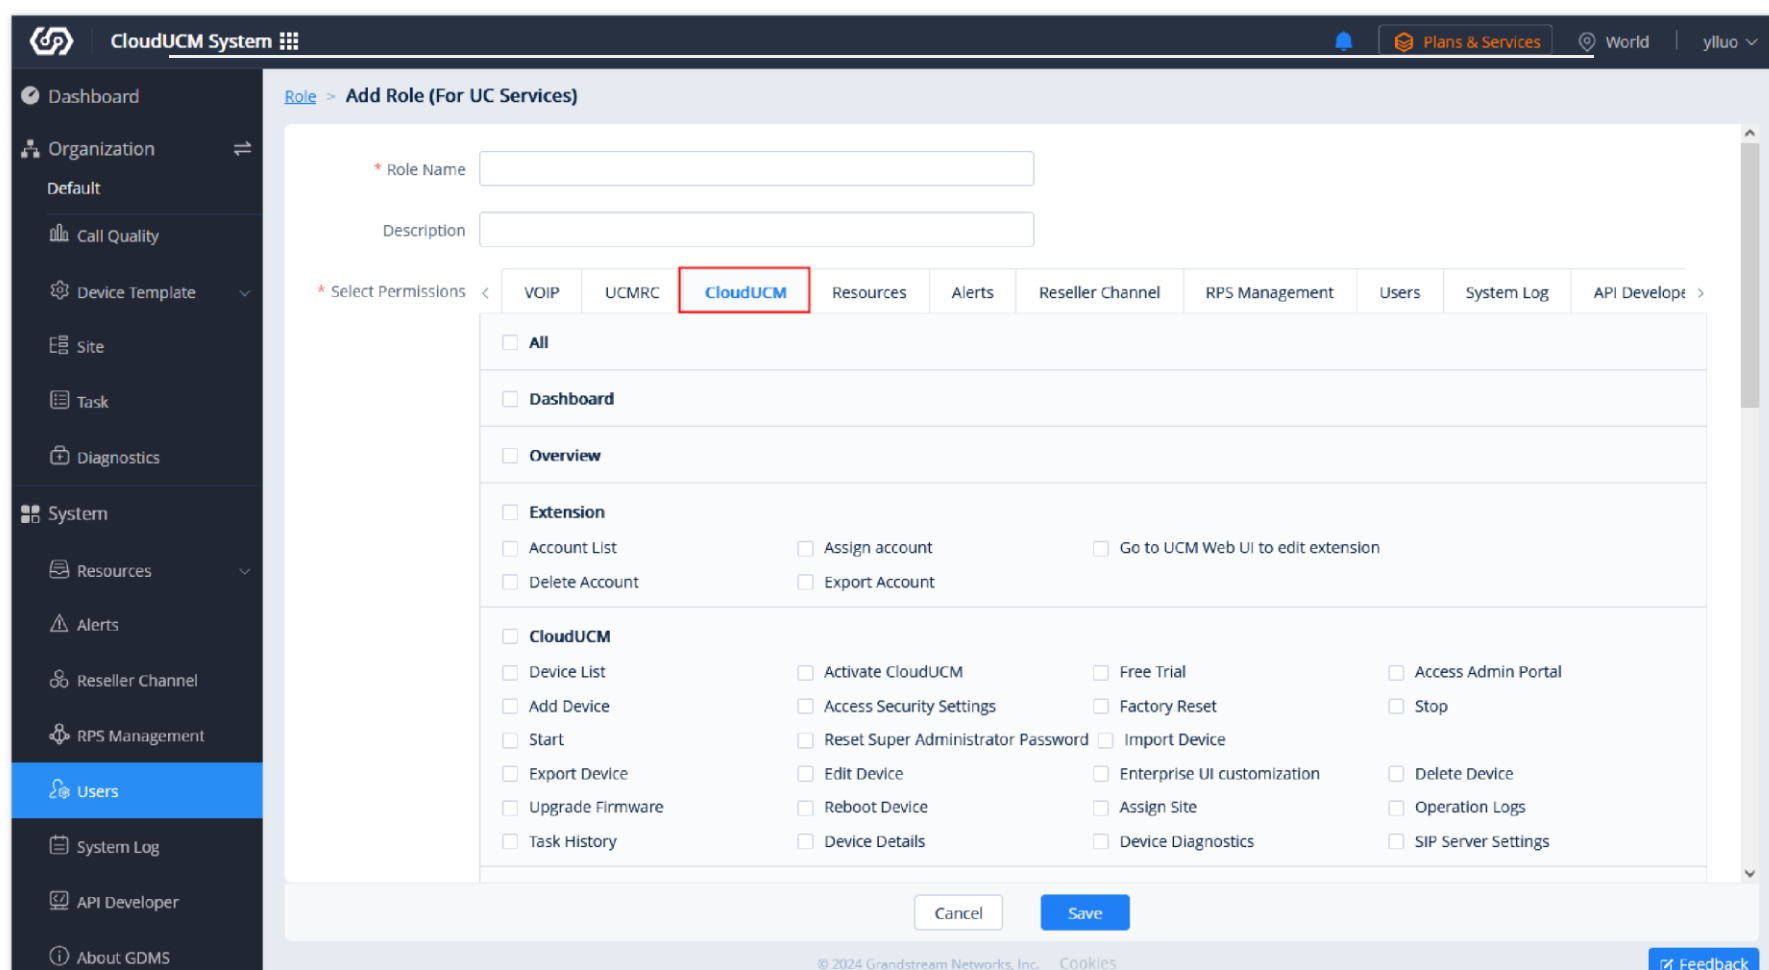 CloudUCM System
Plans & Services
World
ylluo
Dashboard
Organization
Default
Call Quality
Device Template
Site
Task
Diagnostics
System
Resources
Alerts
Reseller Channel
RPS Management
Users
System Log
API Developer
About GDMS
Role > Add Role (For UC Services)
* Role Name
Description
* Select Permissions < VOIP UCMRC CloudUCM Resources Alerts Reseller Channel RPS Management Users System Log API Develope >
All
Dashboard
Overview
Extension
Account List Assign account Go to UCM Web UI to edit extension
Delete Account Export Account
CloudUCM
Device List Activate CloudUCM Free Trial Access Admin Portal
Add Device Access Security Settings Factory Reset Stop
Start Reset Super Administrator Password Import Device
Export Device Edit Device Enterprise UI customization Delete Device
Upgrade Firmware Reboot Device Assign Site Operation Logs
Task History Device Details Device Diagnostics SIP Server Settings
Cancel Save
© 2024 Grandstream Networks, Inc. Cookies
Feedback